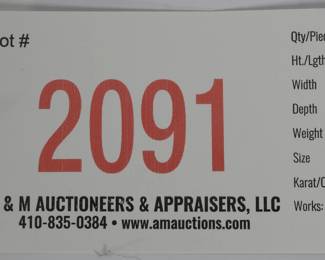 ot #
2091
& M AUCTIONEERS & APPRAISERS, LLC
410-835-0384 • www.amauctions.com
Qty/Pie
Ht./Lgth
Width
Depth
Weight
Size
Karat/C
Works: